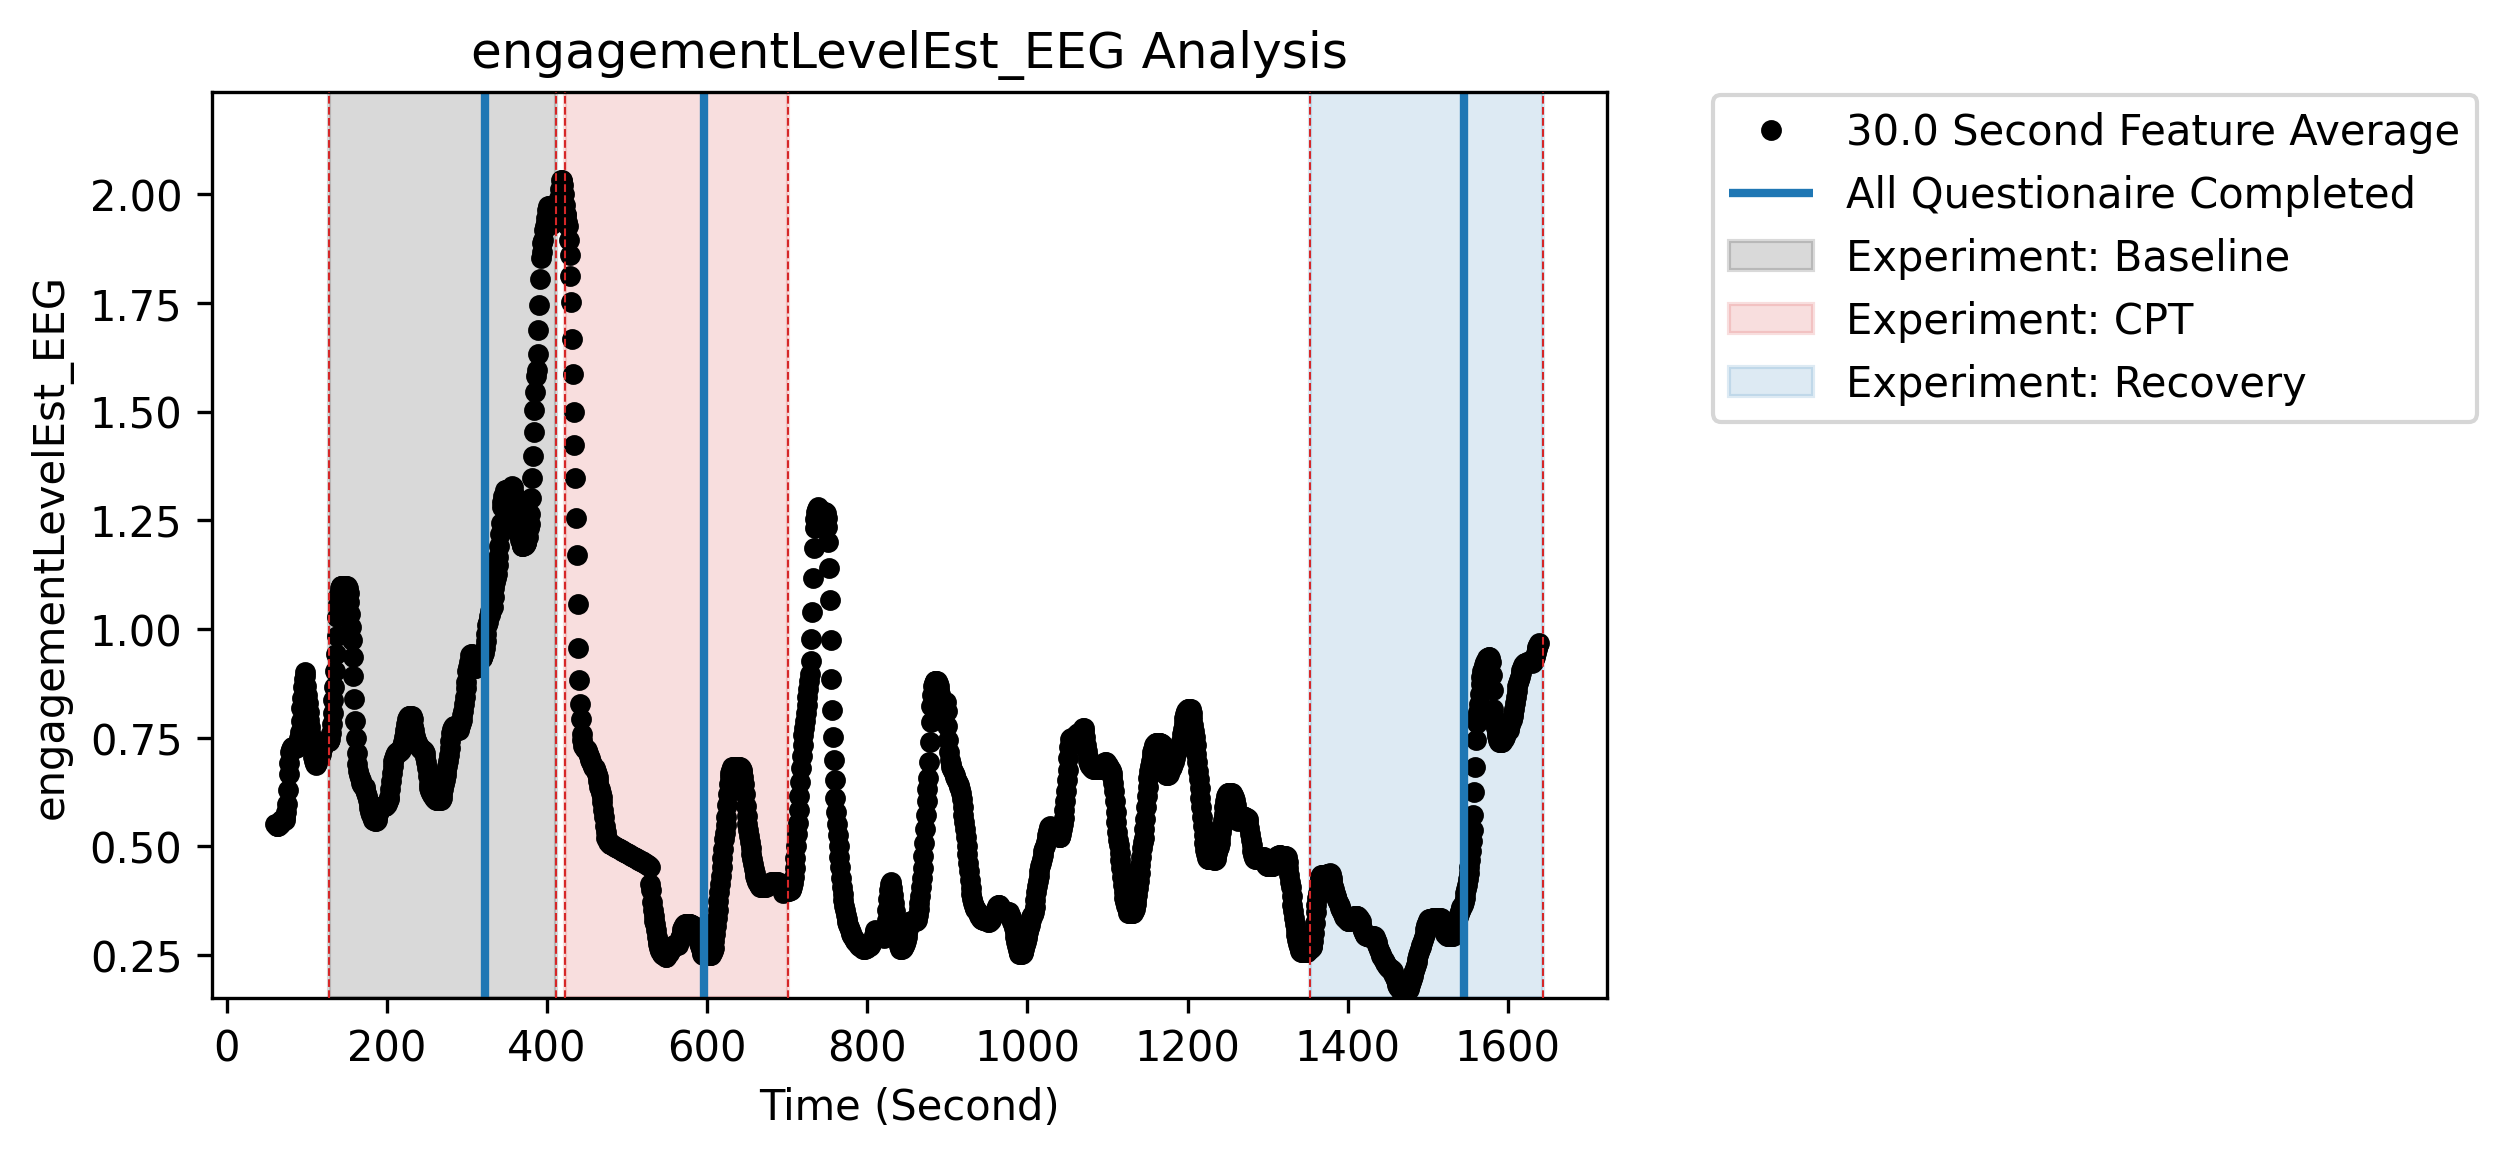 engagementLevelEst_EEG Analysis
engagementLevelEst_EEG
2.00
1.75
1.50
1.25
1.00
0.75
0.50
0.25
0 200 400 600 800 1000 1200 1400 1600
Time (Second)
30.0 Second Feature Average
All Questionaire Completed
Experiment: Baseline
Experiment: CPT
Experiment: Recovery